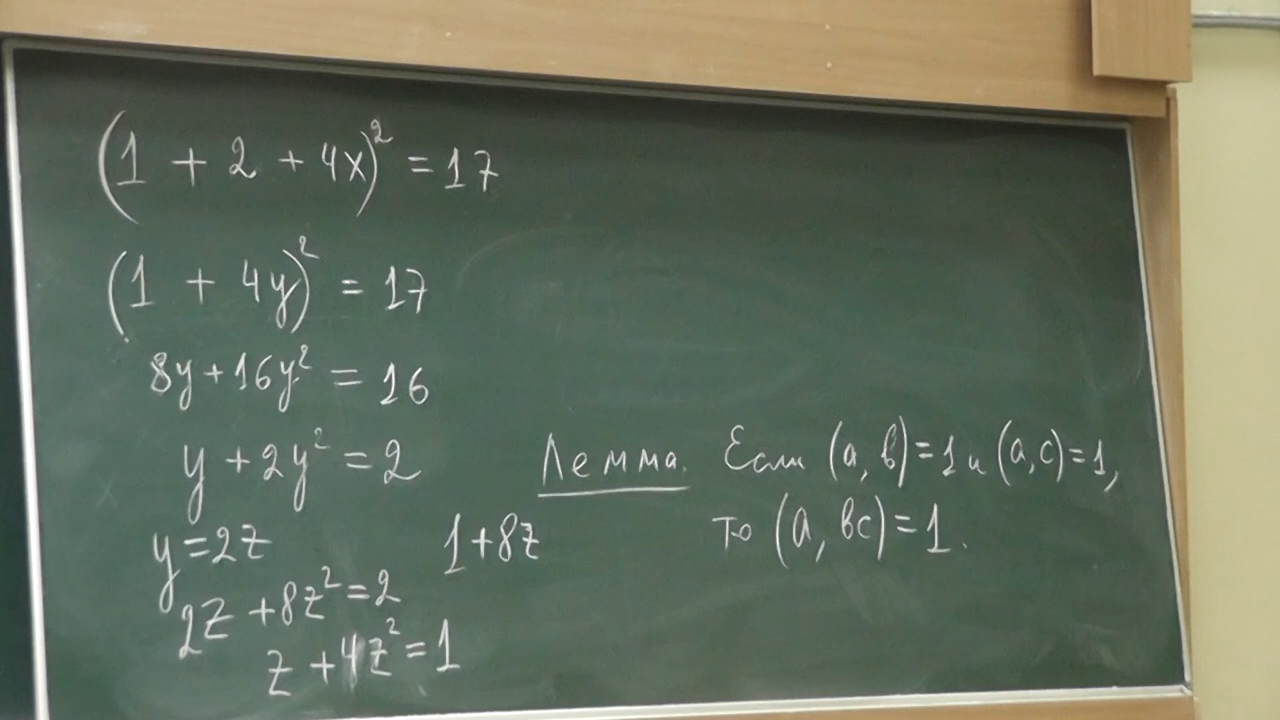 (1 + 2 + 4x)² = 17
(1 + 4y)² = 17
8y + 16y² = 16
y + 2y² = 2
y = 2z
1 + 8z
2z + 8z² = 2
z + 4z² = 1
Лемма. Если (a, b) = 1 и (a, c) = 1,
то (a, bc) = 1.